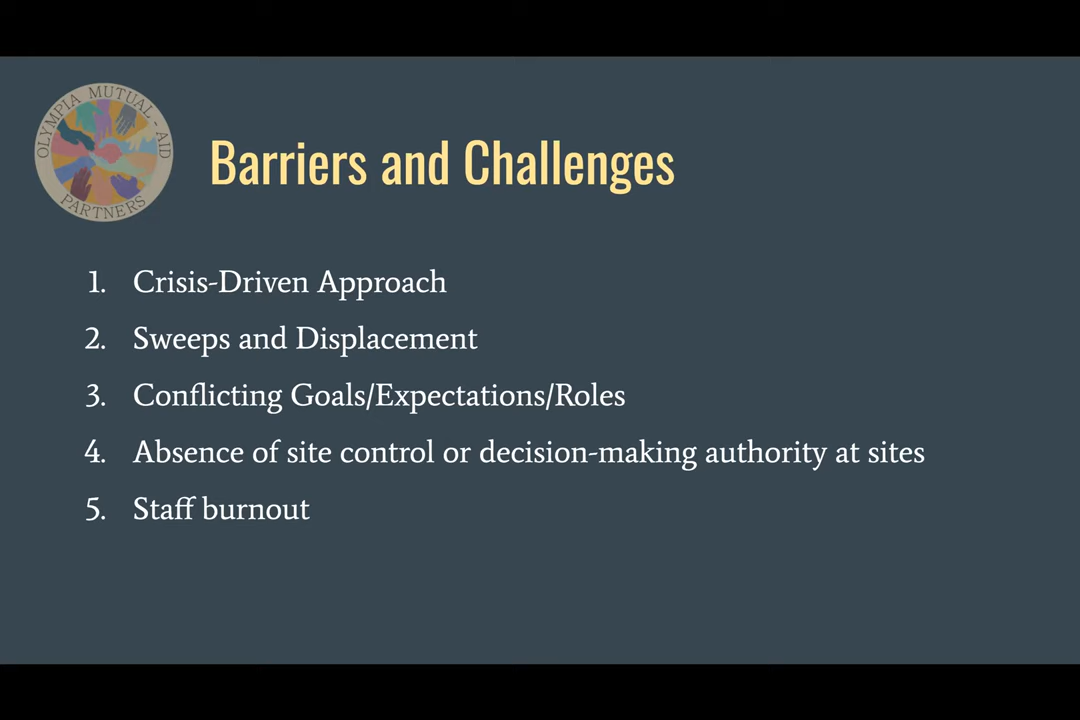 OLYMPIA MUTUAL-AID
PARTNERS
Barriers and Challenges
1. Crisis-Driven Approach
2. Sweeps and Displacement
3. Conflicting Goals/Expectations/Roles
4. Absence of site control or decision-making authority at sites
5. Staff burnout